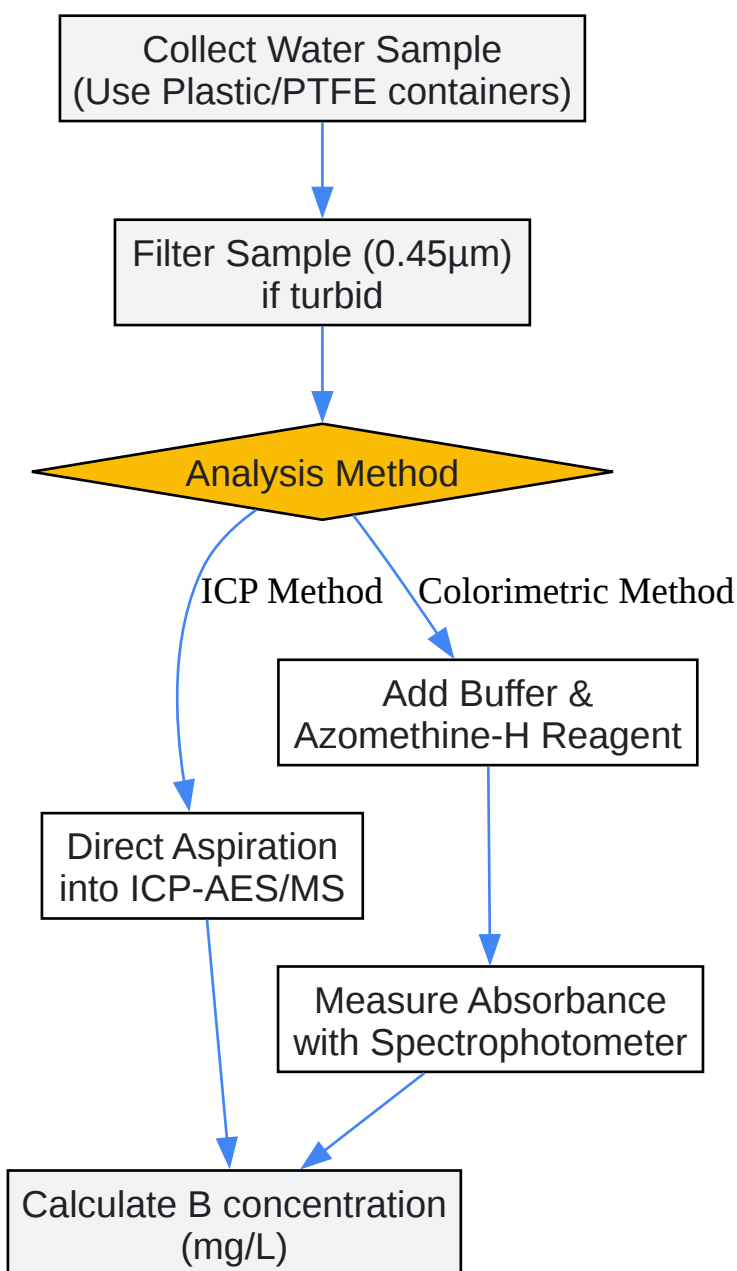 Collect Water Sample
(Use Plastic/PTFE containers)
Filter Sample (0.45µm)
if turbid
Analysis Method
ICP Method
Colorimetric Method
Add Buffer &
Azomethine-H Reagent
Direct Aspiration
into ICP-AES/MS
Measure Absorbance
with Spectrophotometer
Calculate B concentration
(mg/L)